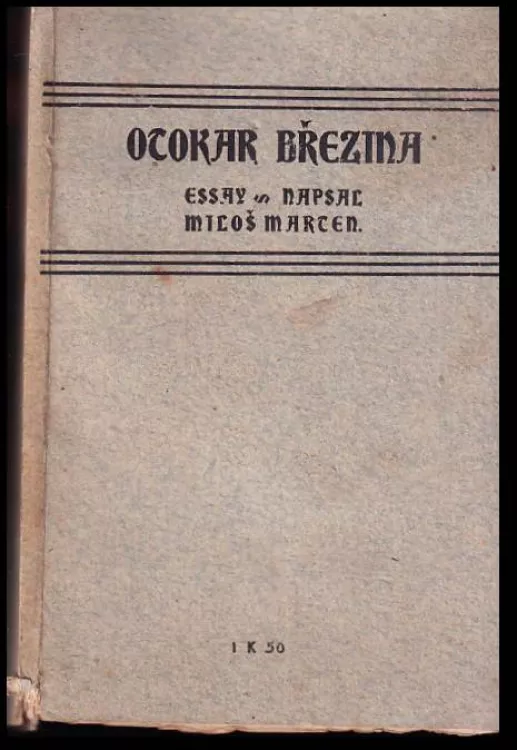 OTOKAR BŘEZINA
ESSAY NAPSAL
MILOŠ MARTEN.
1 K 50